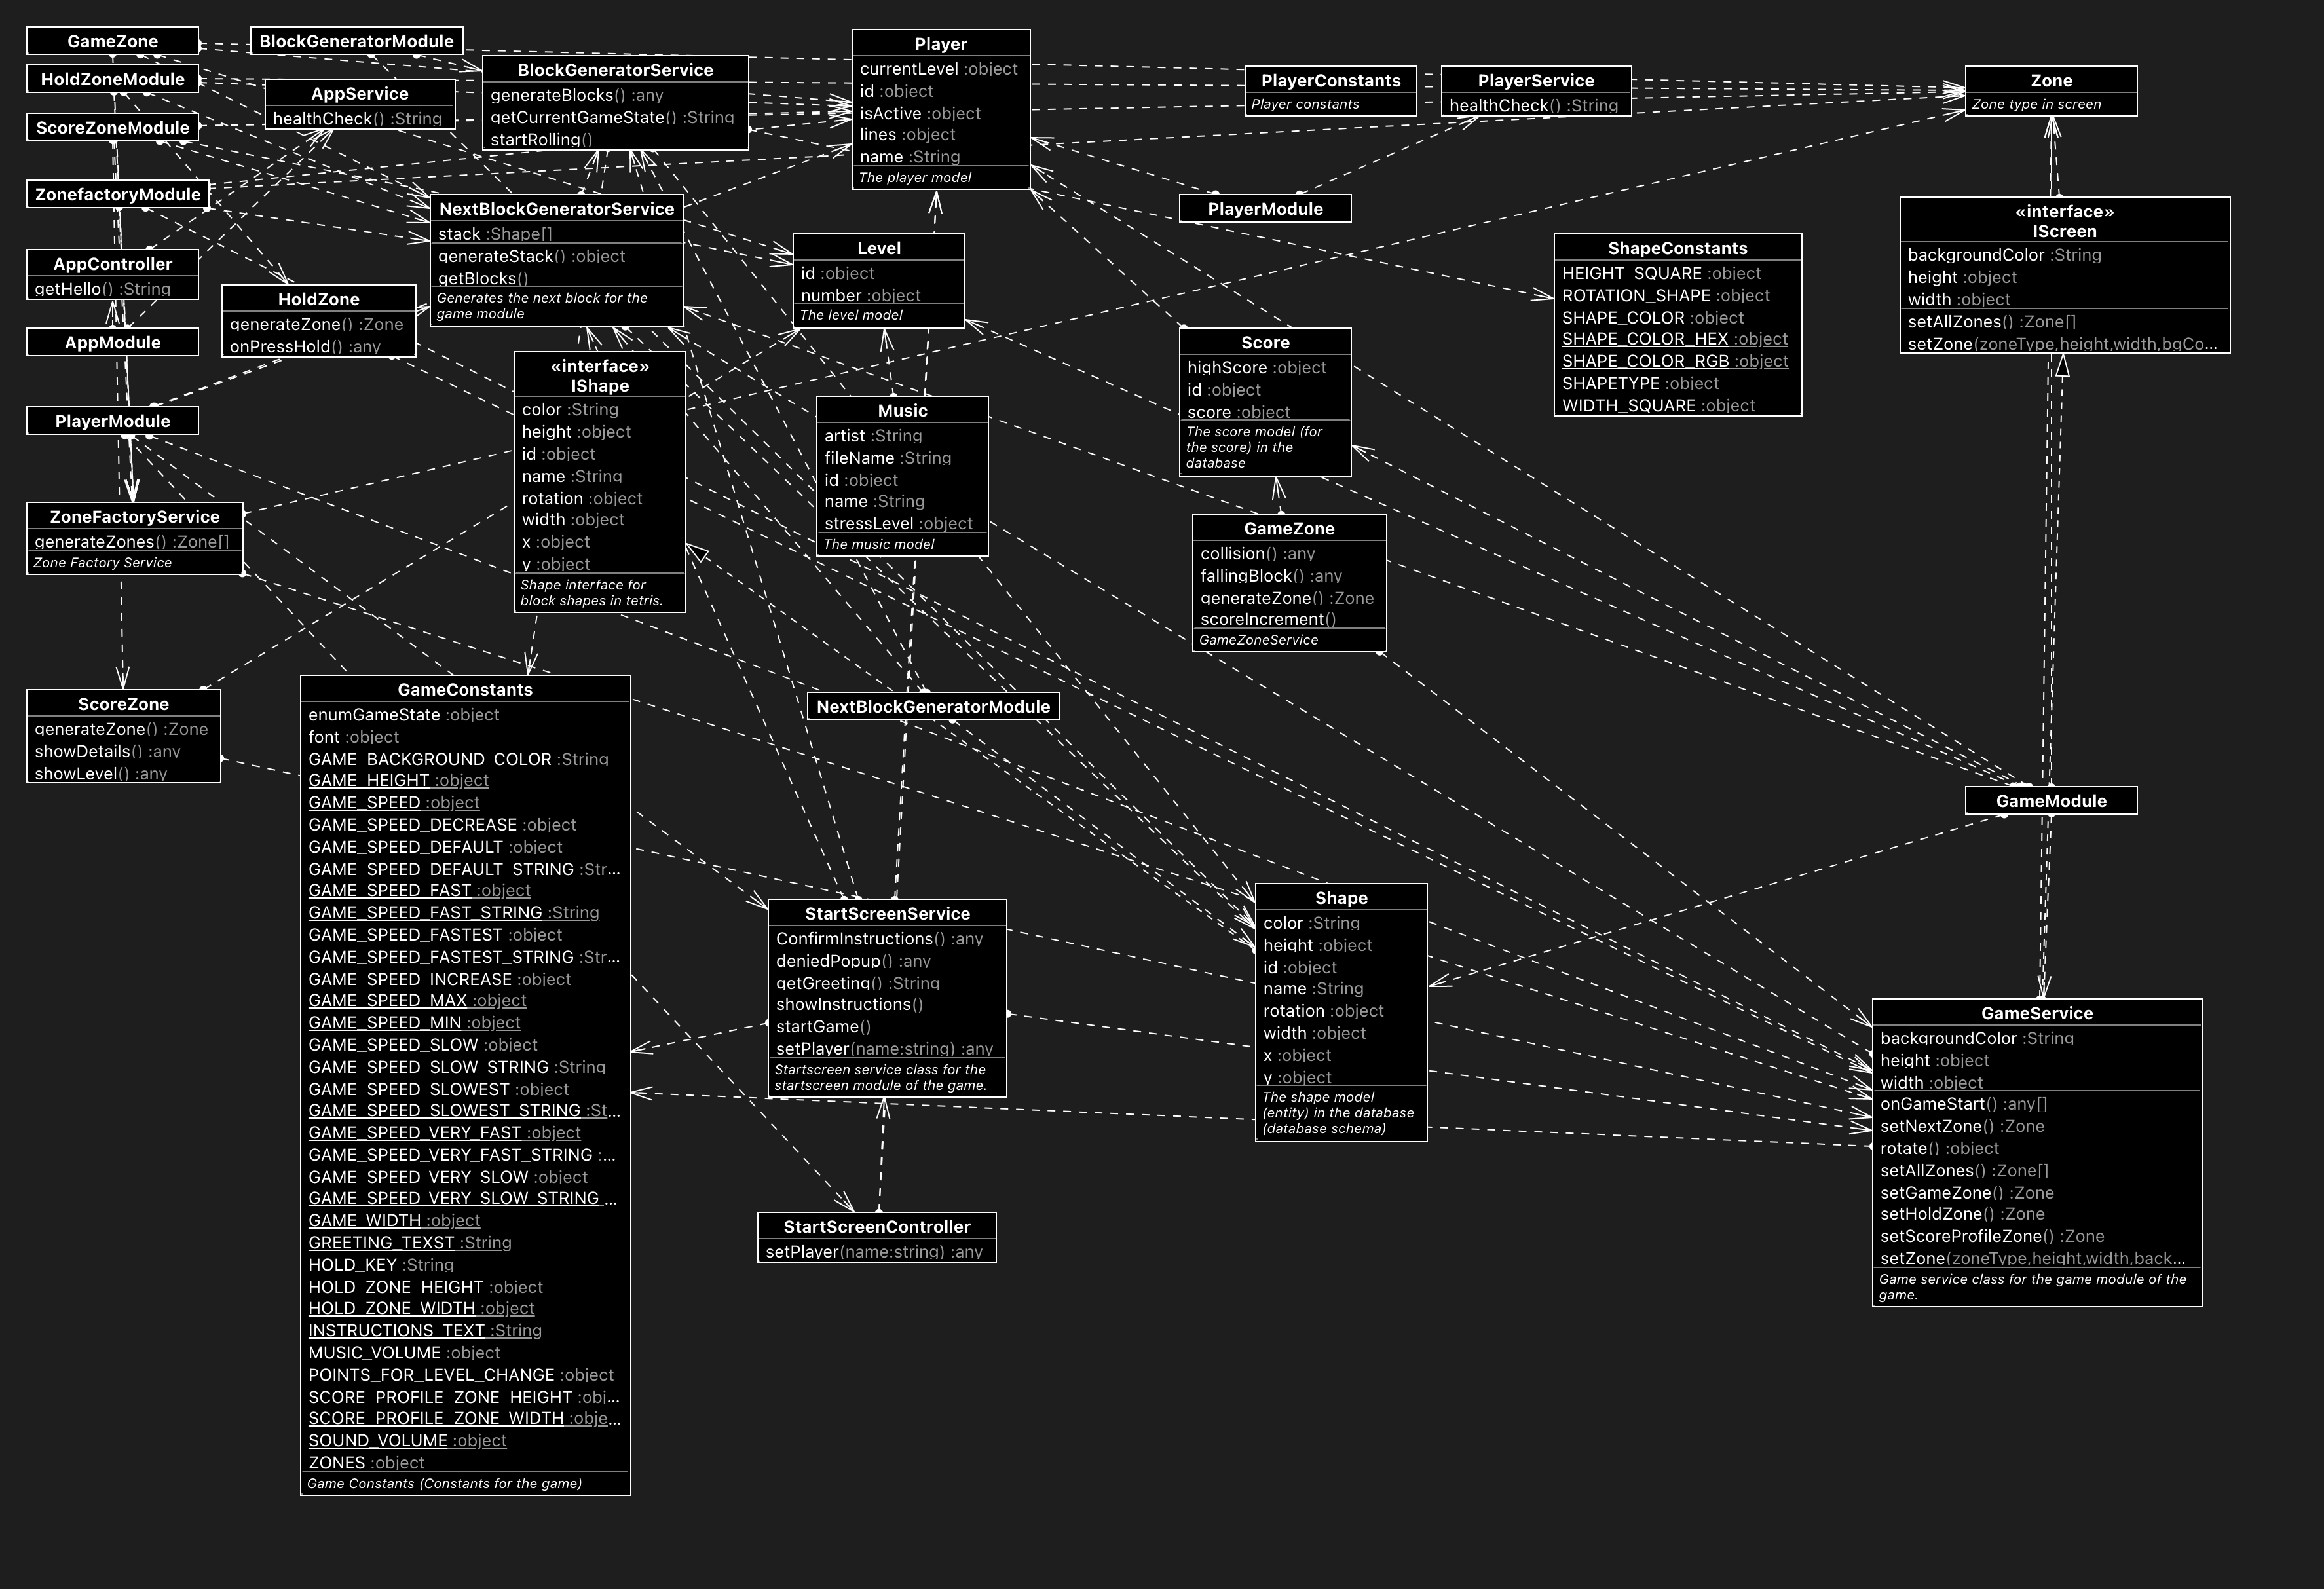 GameZone
BlockGeneratorModule
HoldZoneModule
AppService
healthCheck() :String
ScoreZoneModule
BlockGeneratorService
generateBlocks() :any
getCurrentGameState() :String
startRolling()
Player
currentLevel :object
id :object
isActive :object
lines :object
name :String
The player model
PlayerConstants
Player constants
PlayerService
healthCheck() :String
Zone
Zone type in screen
ZonefactoryModule
NextBlockGeneratorService
stack :Shape[]
generateStack() :object
getBlocks()
Generates the next block for the
game module
PlayerModule
«interface»
IScreen
backgroundColor :String
height :object
width :object
setAllZones() :Zone[]
setZone(zoneType,height,width,bgCo...
AppController
getHello() :String
Level
id :object
number :object
The level model
ShapeConstants
HEIGHT_SQUARE :object
ROTATION_SHAPE :object
SHAPE_COLOR :object
SHAPE_COLOR_HEX :object
SHAPE_COLOR_RGB :object
SHAPETYPE :object
WIDTH_SQUARE :object
HoldZone
generateZone() :Zone
onPressHold() :any
AppModule
Score
highScore :object
id :object
score :object
The score model (for
the score) in the
database
«interface»
IShape
color :String
height :object
id :object
name :String
rotation :object
width :object
x :object
y :object
Shape interface for
block shapes in tetris.
Music
artist :String
fileName :String
id :object
name :String
stressLevel :object
The music model
PlayerModule
ZoneFactoryService
generateZones() :Zone[]
Zone Factory Service
GameZone
collision() :any
fallingBlock() :any
generateZone() :Zone
scoreIncrement()
GameZoneService
ScoreZone
generateZone() :Zone
showDetails() :any
showLevel() :any
GameConstants
enumGameState :object
font :object
GAME_BACKGROUND_COLOR :String
GAME_HEIGHT :object
GAME_SPEED :object
GAME_SPEED_DECREASE :object
GAME_SPEED_DEFAULT :object
GAME_SPEED_DEFAULT_STRING :Str...
GAME_SPEED_FAST :object
GAME_SPEED_FAST_STRING :String
GAME_SPEED_FASTEST :object
GAME_SPEED_FASTEST_STRING :Str...
GAME_SPEED_INCREASE :object
GAME_SPEED_MAX :object
GAME_SPEED_MIN :object
GAME_SPEED_SLOW :object
GAME_SPEED_SLOW_STRING :String
GAME_SPEED_SLOWEST :object
GAME_SPEED_SLOWEST_STRING :St...
GAME_SPEED_VERY_FAST :object
GAME_SPEED_VERY_FAST_STRING :...
GAME_SPEED_VERY_SLOW :object
GAME_SPEED_VERY_SLOW_STRING ...
GAME_WIDTH :object
GREETING_TEXST :String
HOLD_KEY :String
HOLD_ZONE_HEIGHT :object
HOLD_ZONE_WIDTH :object
INSTRUCTIONS_TEXT :String
MUSIC_VOLUME :object
POINTS_FOR_LEVEL_CHANGE :object
SCORE_PROFILE_ZONE_HEIGHT :obj...
SCORE_PROFILE_ZONE_WIDTH :obje...
SOUND_VOLUME :object
ZONES :object
Game Constants (Constants for the game)
NextBlockGeneratorModule
GameModule
StartScreenService
ConfirmInstructions() :any
deniedPopup() :any
getGreeting() :String
showInstructions()
startGame()
setPlayer(name:string) :any
Startscreen service class for the
startscreen module of the game.
Shape
color :String
height :object
id :object
name :String
rotation :object
width :object
x :object
y :object
The shape model
(entity) in the database
(database schema)
GameService
backgroundColor :String
height :object
width :object
onGameStart() :any[]
setNextZone() :Zone
rotate() :object
setAllZones() :Zone[]
setGameZone() :Zone
setHoldZone() :Zone
setScoreProfileZone() :Zone
setZone(zoneType,height,width,back...
Game service class for the game module of the
game.
StartScreenController
setPlayer(name:string) :any